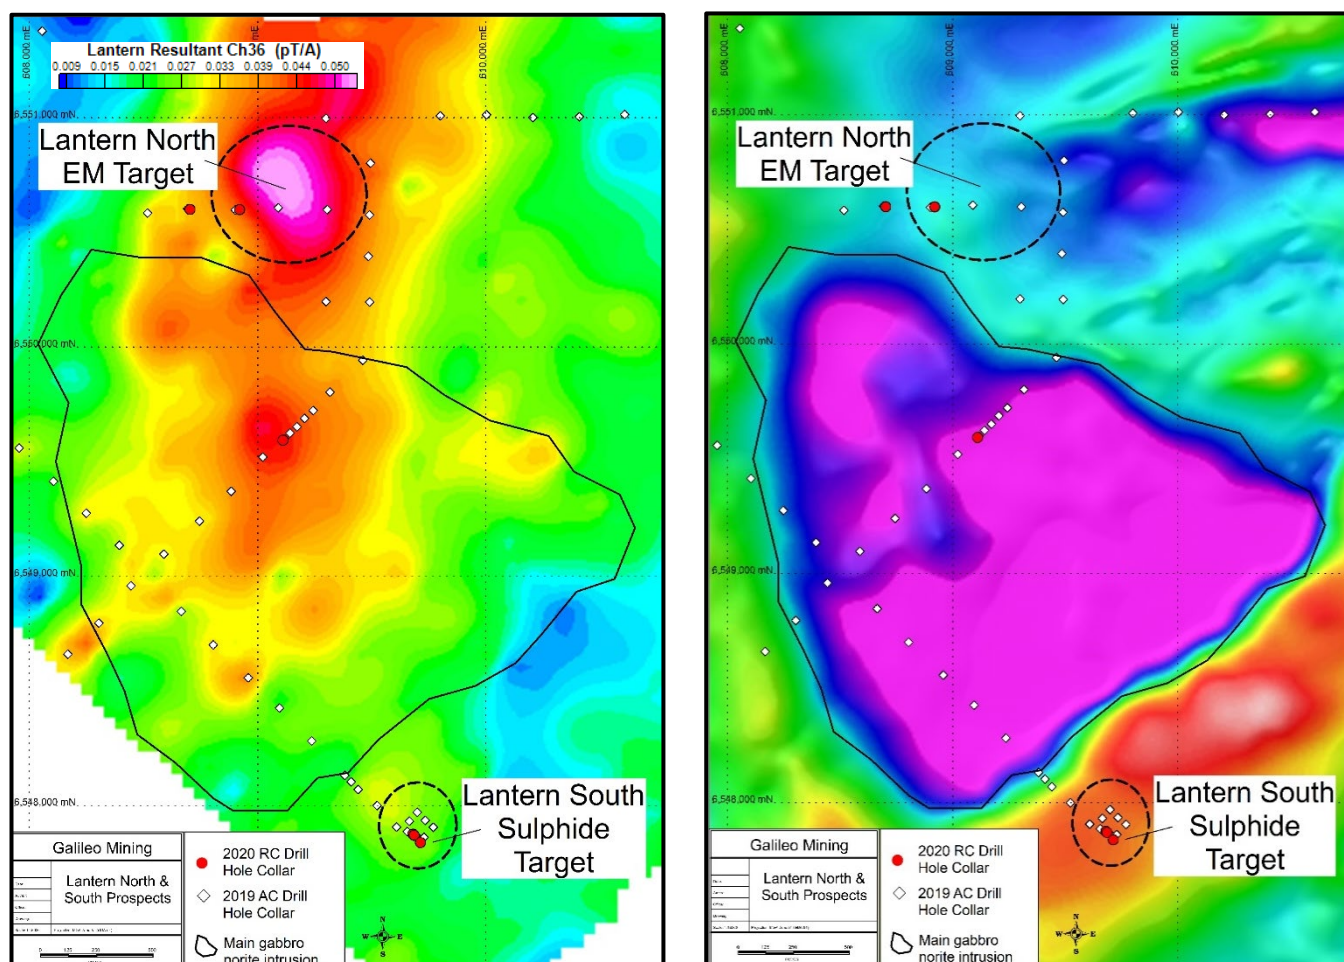 608,000 mE
mE
610,000 mE
Lantern Resultant Ch36 (pT/A)
0.009 0.015 0.021 0.027 0.033 0.039 0.044 0.050
6,551,000 mN
Lantern North
EM Target
6,550,000 mN
6,549,000 mN
6,548,000 mN
Lantern South
Sulphide
Target
Galileo Mining
Lantern North &
South Prospects
2020 RC Drill
Hole Collar
2019 AC Drill
Hole Collar
Main gabbro
norite intrusion
N
W E
S
608,000 mE
609,000 mE
610,000 mE
6,551,000 mN
Lantern North
EM Target
6,550,000 mN
6,549,000 mN
6,548,000 mN
Lantern South
Sulphide
Target
Galileo Mining
Lantern North &
South Prospects
2020 RC Drill
Hole Collar
2019 AC Drill
Hole Collar
Main gabbro
norite intrusion
N
W E
S